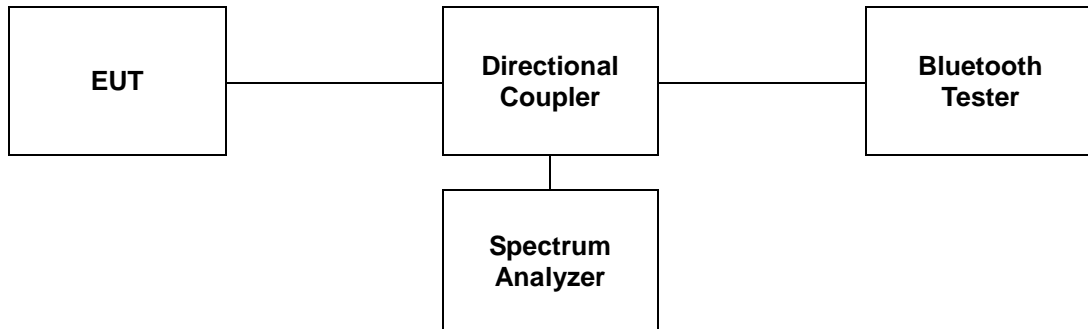 EUT
Directional
Coupler
Bluetooth
Tester
Spectrum
Analyzer